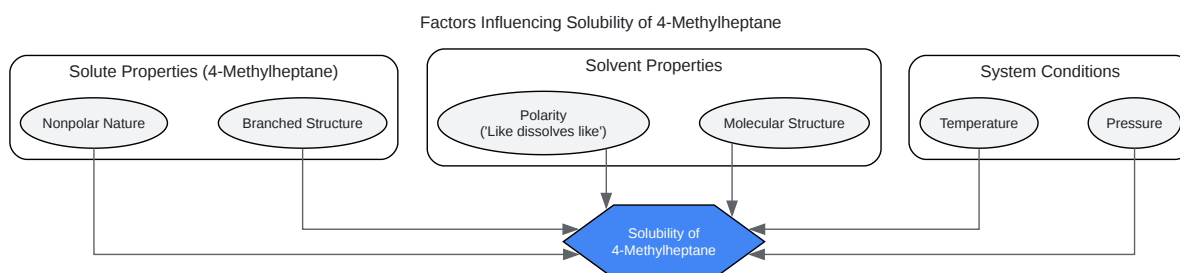 Factors Influencing Solubility of 4-Methylheptane
Solute Properties (4-Methylheptane)
Nonpolar Nature
Branched Structure
Solvent Properties
Polarity
('Like dissolves like')
Molecular Structure
System Conditions
Temperature
Pressure
Solubility of
4-Methylheptane